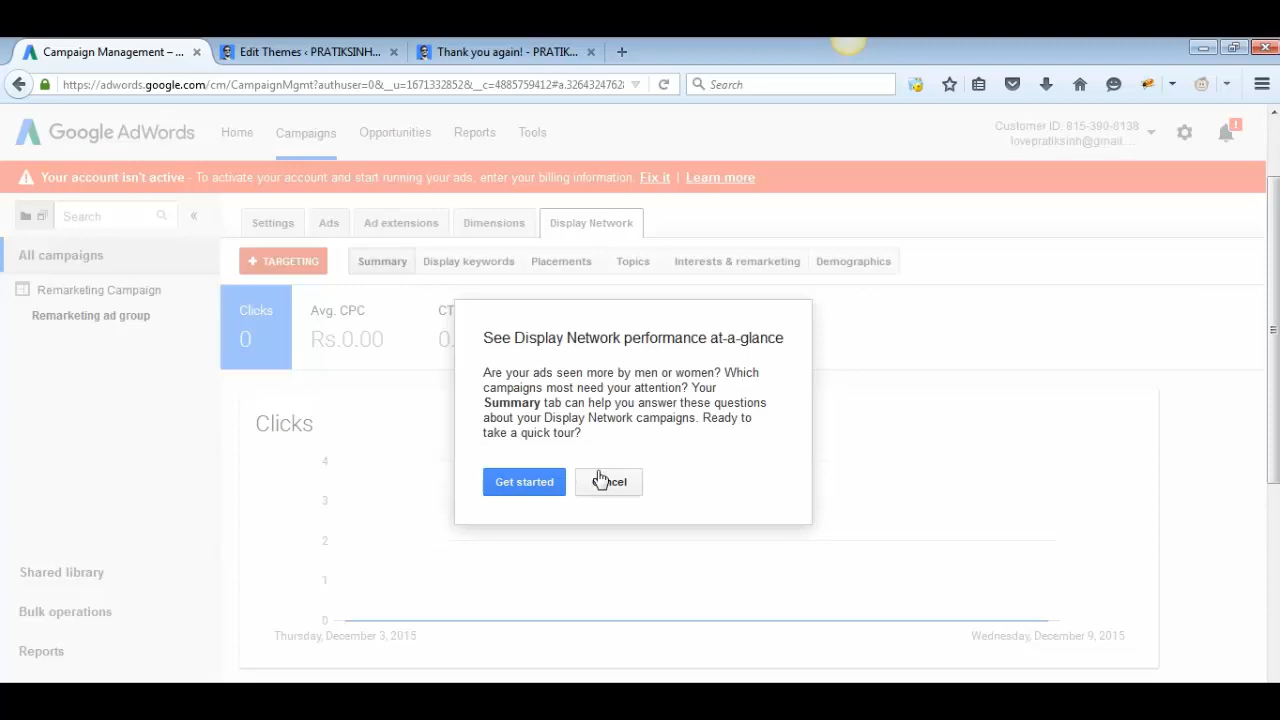 Campaign Management – ...
Edit Themes ‹ PRATIKSINH...
Thank you again! - PRATIK...
https://adwords.google.com/cm/CampaignMgmt?authuser=0&__u=1671332852&__c=4885759412#a.3264324762
Search
Google AdWords
Home
Campaigns
Opportunities
Reports
Tools
Customer ID: 815-390-8138
lovepratiksinh@gmail....
!
Your account isn't active - To activate your account and start running your ads, enter your billing information. Fix it | Learn more
Search
«
Settings
Ads
Ad extensions
Dimensions
Display Network
All campaigns
+ TARGETING
Summary
Display keywords
Placements
Topics
Interests & remarketing
Demographics
Remarketing Campaign
Remarketing ad group
Clicks
0
Avg. CPC
Rs.0.00
CT
0.
See Display Network performance at-a-glance
Are your ads seen more by men or women? Which
campaigns most need your attention? Your
Summary tab can help you answer these questions
about your Display Network campaigns. Ready to
take a quick tour?
Get started
Clicks
4
3
2
1
0
Thursday, December 3, 2015
Wednesday, December 9, 2015
Shared library
Bulk operations
Reports